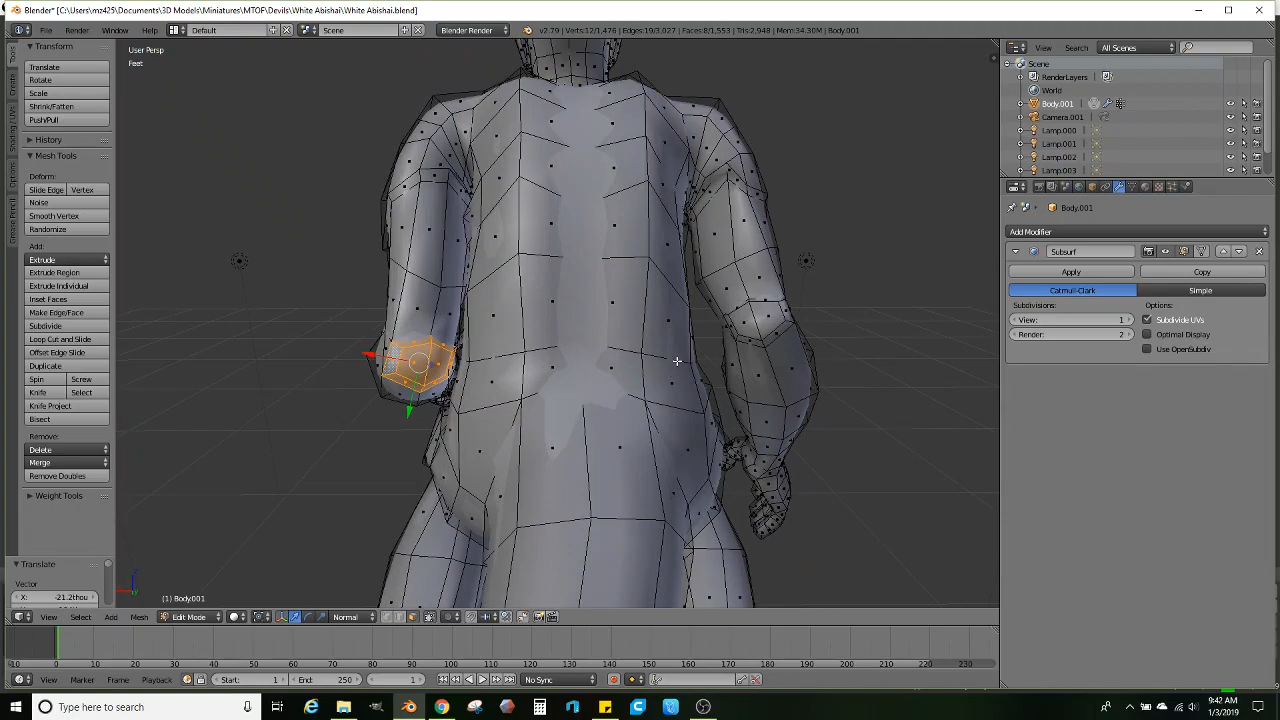 Blender* [C:\Users\mz425\Documents\3D Models\Miniatures\MTOF\Devils\White Abishai\White Abishai.blend]
File Render Window Help Default Scene Blender Render v2.79 | Verts:12/1,476 | Edges:19/3,027 | Faces:8/1,553 | Tris:2,948 | Mem:34.30M | Body.001
Tools
Create
Shading / UVs
Options
Grease Pencil
Transform
Translate
Rotate
Scale
Shrink/Fatten
Push/Pull
History
Mesh Tools
Deform:
Slide Edge Vertex
Noise
Smooth Vertex
Randomize
Add:
Extrude
Extrude Region
Extrude Individual
Inset Faces
Make Edge/Face
Subdivide
Loop Cut and Slide
Offset Edge Slide
Duplicate
Spin Screw
Knife Select
Knife Project
Bisect
Remove:
Delete
Merge
Remove Doubles
Weight Tools
Translate
Vector
X: -21.2thou
User Persp
Feet
(1) Body.001
View Select Add Mesh Edit Mode Normal
View Search All Scenes
Scene
RenderLayers
World
Body.001
Camera.001
Lamp.000
Lamp.001
Lamp.002
Lamp.003
Body.001
Add Modifier
Subsurf
Apply Copy
Catmull-Clark Simple
Subdivisions: Options:
View: 1 Subdivide UVs
Render: 2 Optimal Display
Use OpenSubdiv
-10 0 10 20 30 40 50 60 70 80 90 100 110 120 130 140 150 160 170 180 190 200 210 220 230
View Marker Frame Playback Start: 1 End: 250 1 No Sync
Type here to search
9:42 AM
1/3/2019